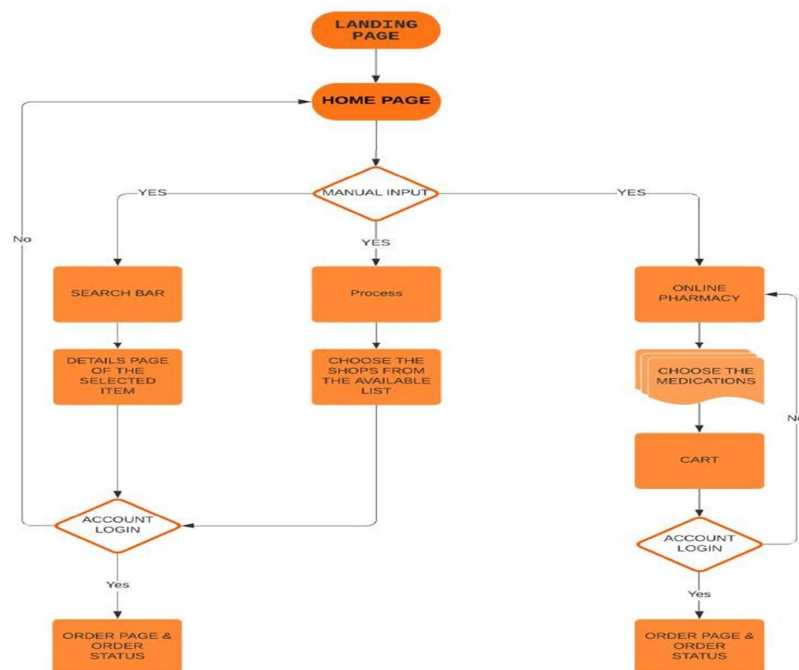 LANDING
PAGE
HOME PAGE
MANUAL INPUT
YES
YES
YES
No
SEARCH BAR
Process
ONLINE
PHARMACY
DETAILS PAGE
OF THE
SELECTED
ITEM
CHOOSE THE
SHOPS FROM
THE AVAILABLE
LIST
CHOOSE THE
MEDICATIONS
No
CART
ACCOUNT
LOGIN
ACCOUNT
LOGIN
Yes
Yes
ORDER PAGE &
ORDER
STATUS
ORDER PAGE &
ORDER
STATUS